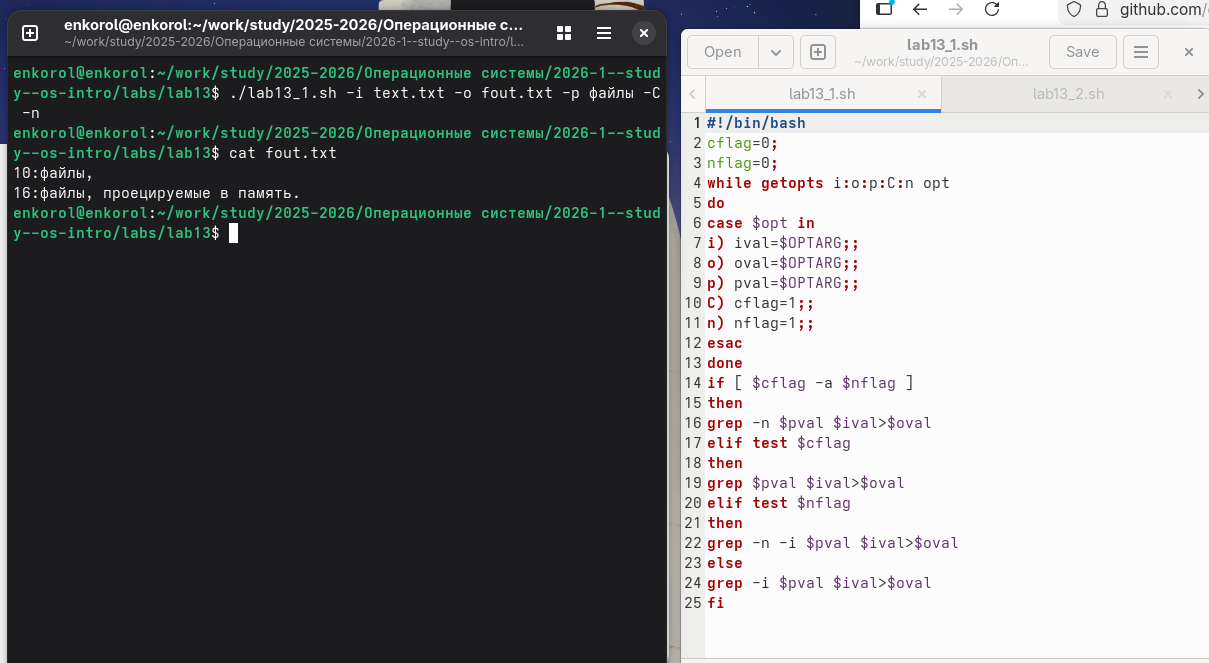 enkorol@enkorol:~/work/study/2025-2026/Операционные с...
~/work/study/2025-2026/Операционные системы/2026-1--study--os-intro/l...
enkorol@enkorol:~/work/study/2025-2026/Операционные системы/2026-1--stud
y--os-intro/labs/lab13$ ./lab13_1.sh -i text.txt -o fout.txt -p файлы -C
-n
enkorol@enkorol:~/work/study/2025-2026/Операционные системы/2026-1--stud
y--os-intro/labs/lab13$ cat fout.txt
10:файлы,
16:файлы, проецируемые в память.
enkorol@enkorol:~/work/study/2025-2026/Операционные системы/2026-1--stud
y--os-intro/labs/lab13$
github.com/
Open
lab13_1.sh
~/work/study/2025-2026/Оп...
Save
lab13_1.sh
lab13_2.sh
1 #!/bin/bash
2 cflag=0;
3 nflag=0;
4 while getopts i:o:p:C:n opt
5 do
6 case $opt in
7 i) ival=$OPTARG;;
8 o) oval=$OPTARG;;
9 p) pval=$OPTARG;;
10 C) cflag=1;;
11 n) nflag=1;;
12 esac
13 done
14 if [ $cflag -a $nflag ]
15 then
16 grep -n $pval $ival>$oval
17 elif test $cflag
18 then
19 grep $pval $ival>$oval
20 elif test $nflag
21 then
22 grep -n -i $pval $ival>$oval
23 else
24 grep -i $pval $ival>$oval
25 fi